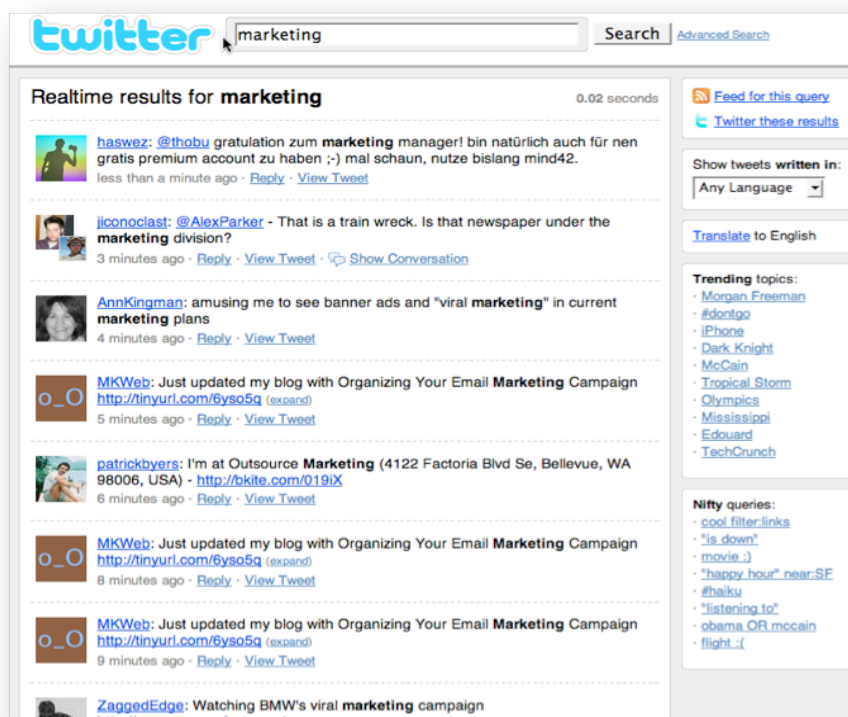 twitter
marketing
Search
Advanced Search
Realtime results for marketing
0.02 seconds
haswez: @thobu gratulation zum marketing manager! bin natürlich auch für nen
gratis premium account zu haben ;-) mal schaun, nutze bislang mind42.
less than a minute ago · Reply · View Tweet
jiconoclast: @AlexParker - That is a train wreck. Is that newspaper under the
marketing division?
3 minutes ago · Reply · View Tweet · Show Conversation
AnnKingman: amusing me to see banner ads and "viral marketing" in current
marketing plans
4 minutes ago · Reply · View Tweet
o_O
MKWeb: Just updated my blog with Organizing Your Email Marketing Campaign
http://tinyurl.com/6yso5q (expand)
5 minutes ago · Reply · View Tweet
patrickbyers: I'm at Outsource Marketing (4122 Factoria Blvd Se, Bellevue, WA
98006, USA) - http://bkite.com/019iX
6 minutes ago · Reply · View Tweet
o_O
MKWeb: Just updated my blog with Organizing Your Email Marketing Campaign
http://tinyurl.com/6yso5q (expand)
8 minutes ago · Reply · View Tweet
o_O
MKWeb: Just updated my blog with Organizing Your Email Marketing Campaign
http://tinyurl.com/6yso5q (expand)
9 minutes ago · Reply · View Tweet
ZaggedEdge: Watching BMW's viral marketing campaign
Feed for this query
Twitter these results
Show tweets written in:
Any Language
Translate to English
Trending topics:
· Morgan Freeman
· #dontgo
· iPhone
· Dark Knight
· McCain
· Tropical Storm
· Olympics
· Mississippi
· Edouard
· TechCrunch
Nifty queries:
· cool filter:links
· "is down"
· movie :)
· "happy hour" near:SF
· #haiku
· "listening to"
· obama OR mccain
· flight :(